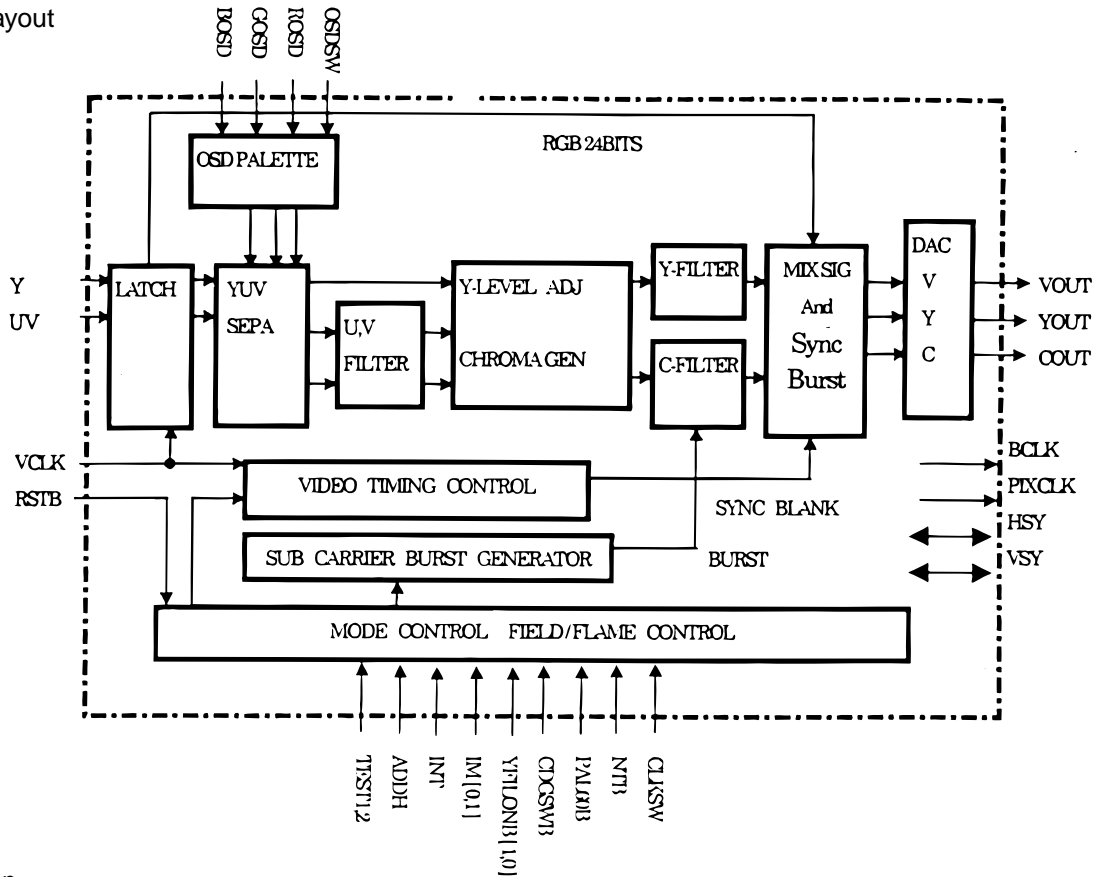 ayout
BOSD
GOSD
ROSD
OSDSW
RGB 24BITS
OSD PALETTE
Y
UV
LATCH
YUV
SEPA
U,V
FILTER
Y-LEVEL ADJ
CHROMA GEN
Y-FILTER
C-FILTER
MIX SIG
And
Sync
Burst
DAC
V
Y
C
VOUT
YOUT
COUT
VCLK
RSTB
VIDEO TIMING CONTROL
SYNC BLANK
BCLK
PIXCLK
HSY
VSY
SUB CARRIER BURST GENERATOR
BURST
MODE CONTROL FIELD/FLAME CONTROL
TEST1,2
ADDH
INT
IM[0,1]
YFILONB[1,0]
CDGSWB
PAL60B
NTB
CLKSW